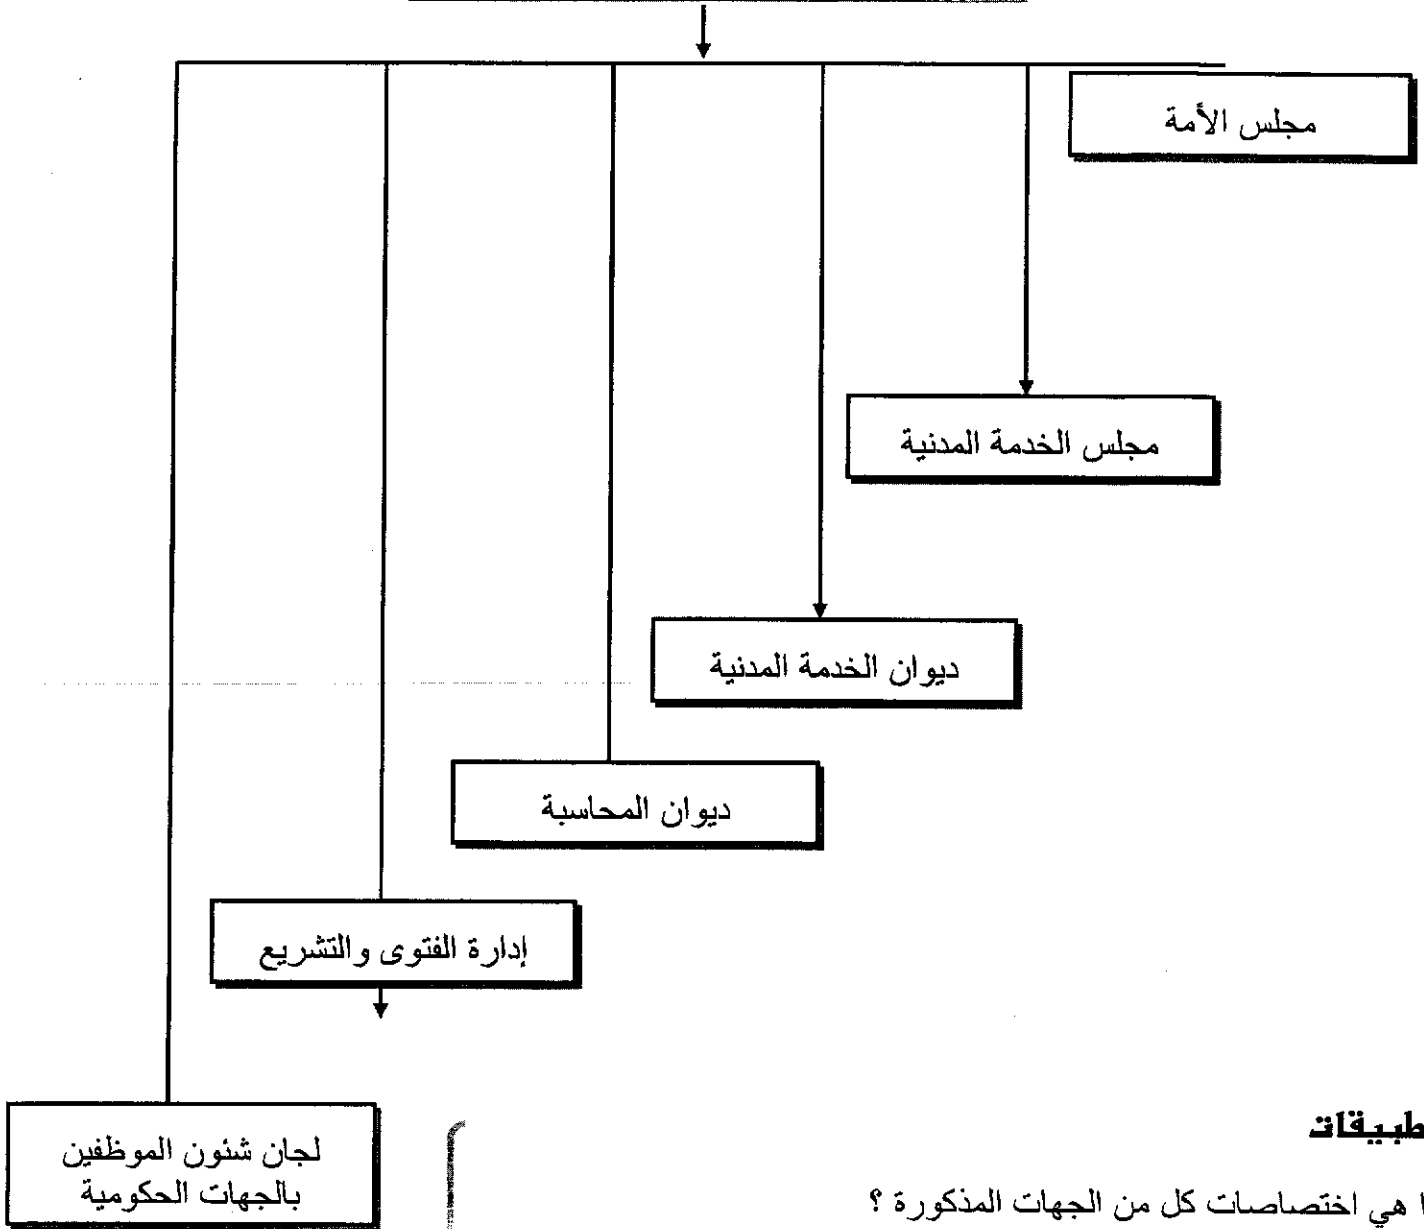 مجلس الأمة
مجلس الخدمة المدنية
ديوان الخدمة المدنية
ديوان المحاسبة
إدارة الفتوى والتشريع
لجان شئون الموظفين
بالجهات الحكومية
طبيقات
ا هي اختصاصات كل من الجهات المذكورة ؟